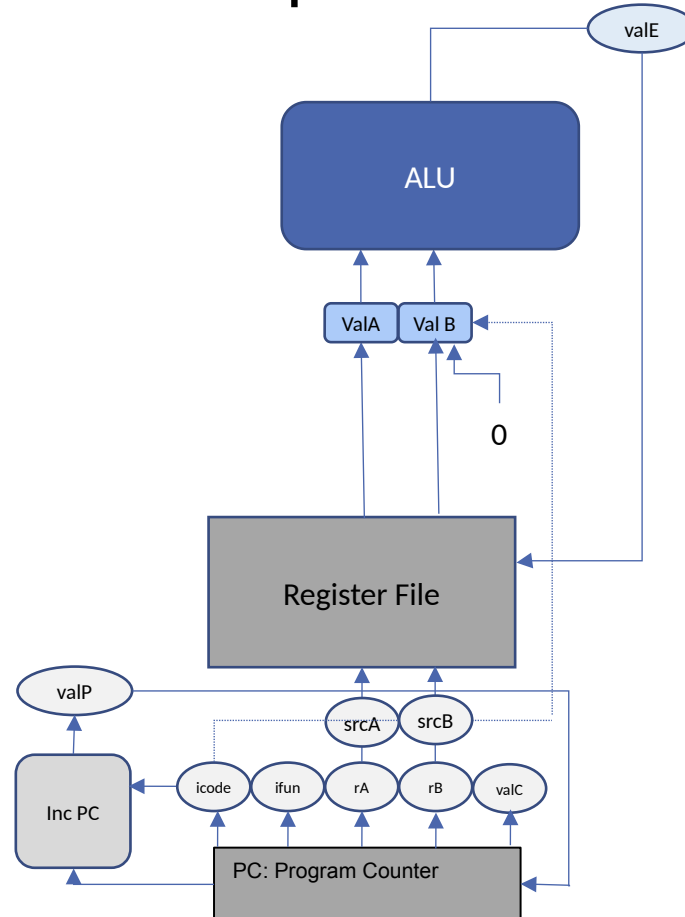 valE
ALU
ValA
Val B
0
Register File
valP
srcA
srcB
Inc PC
icode
ifun
rA
rB
valC
PC: Program Counter